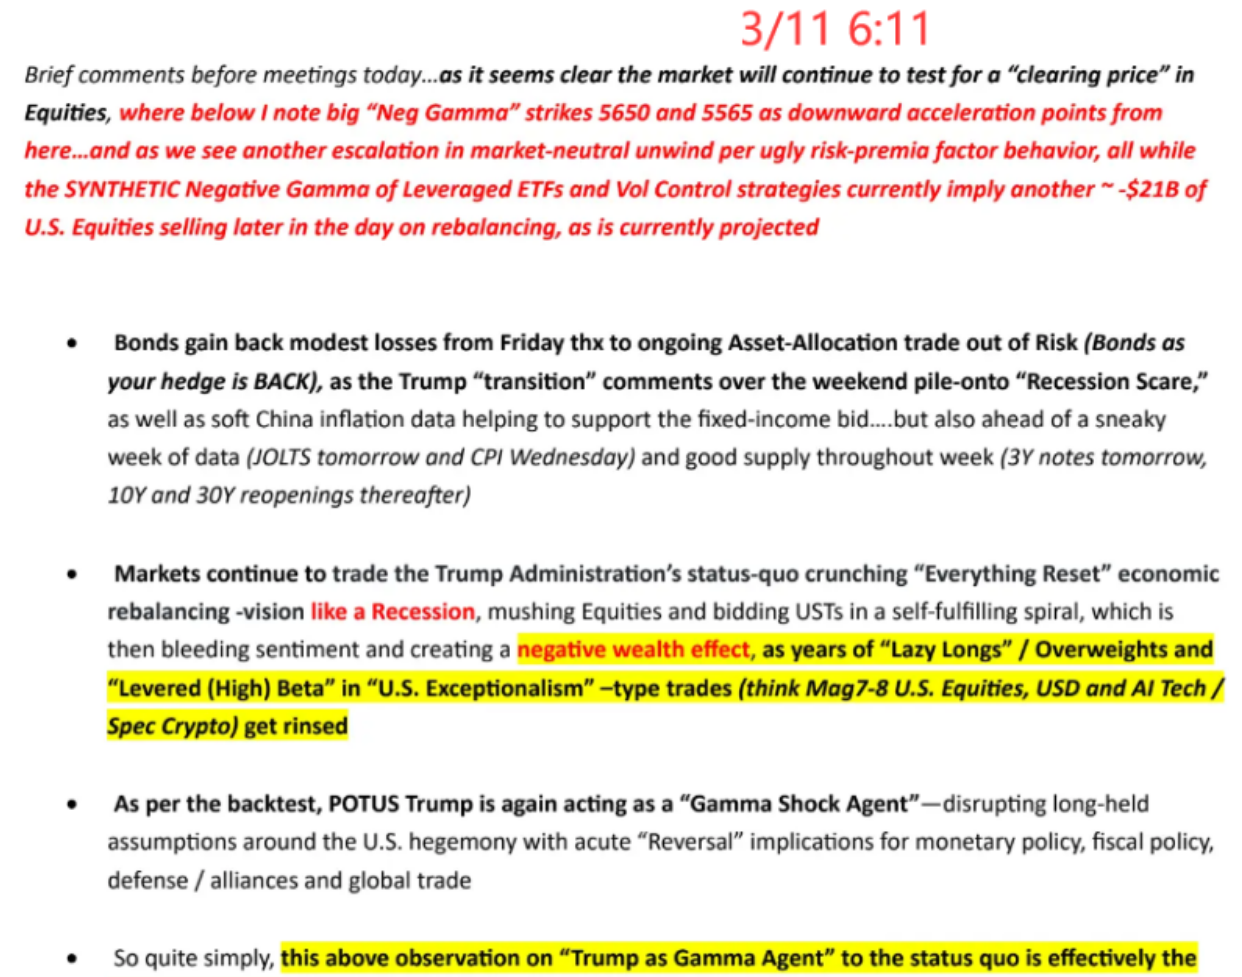 3/11 6:11
Brief comments before meetings today...as it seems clear the market will continue to test for a “clearing price” in
Equities, where below I note big “Neg Gamma” strikes 5650 and 5565 as downward acceleration points from
here...and as we see another escalation in market-neutral unwind per ugly risk-premia factor behavior, all while
the SYNTHETIC Negative Gamma of Leveraged ETFs and Vol Control strategies currently imply another ~ -$21B of
U.S. Equities selling later in the day on rebalancing, as is currently projected
• Bonds gain back modest losses from Friday thx to ongoing Asset-Allocation trade out of Risk (Bonds as
your hedge is BACK), as the Trump “transition” comments over the weekend pile-onto “Recession Scare,”
as well as soft China inflation data helping to support the fixed-income bid....but also ahead of a sneaky
week of data (JOLTS tomorrow and CPI Wednesday) and good supply throughout week (3Y notes tomorrow,
10Y and 30Y reopenings thereafter)
• Markets continue to trade the Trump Administration’s status-quo crunching “Everything Reset” economic
rebalancing -vision like a Recession, mushing Equities and bidding USTs in a self-fulfilling spiral, which is
then bleeding sentiment and creating a negative wealth effect, as years of “Lazy Longs” / Overweights and
“Levered (High) Beta” in “U.S. Exceptionalism” –type trades (think Mag7-8 U.S. Equities, USD and AI Tech /
Spec Crypto) get rinsed
• As per the backtest, POTUS Trump is again acting as a “Gamma Shock Agent”—disrupting long-held
assumptions around the U.S. hegemony with acute “Reversal” implications for monetary policy, fiscal policy,
defense / alliances and global trade
• So quite simply, this above observation on “Trump as Gamma Agent” to the status quo is effectively the